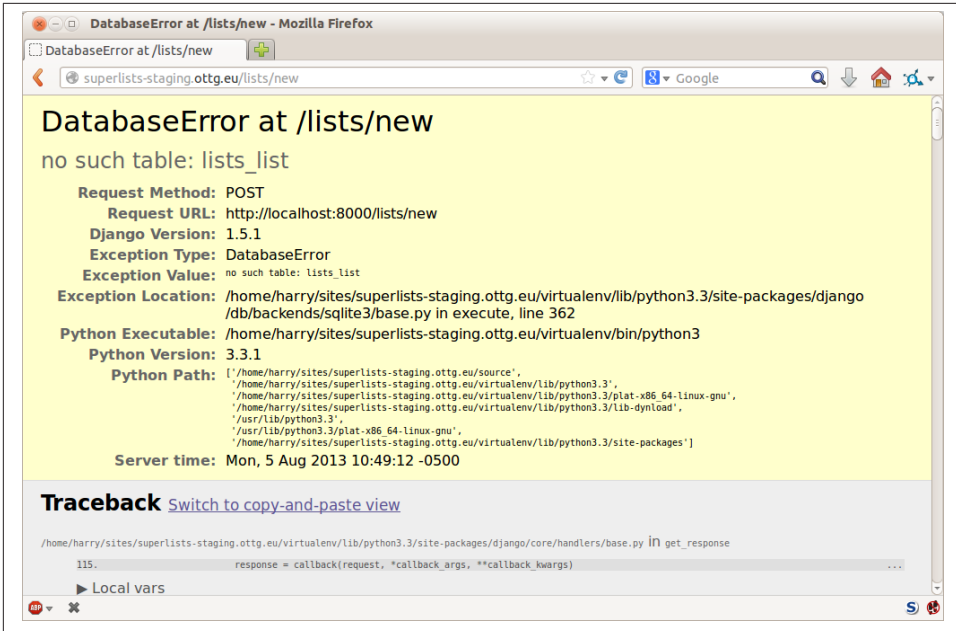 DatabaseError at /lists/new - Mozilla Firefox
DatabaseError at /lists/new
superlists-staging.ottg.eu/lists/new
Google
DatabaseError at /lists/new
no such table: lists_list
Request Method: POST
Request URL: http://localhost:8000/lists/new
Django Version: 1.5.1
Exception Type: DatabaseError
Exception Value: no such table: lists_list
Exception Location: /home/harry/sites/superlists-staging.ottg.eu/virtualenv/lib/python3.3/site-packages/django
/db/backends/sqlite3/base.py in execute, line 362
Python Executable: /home/harry/sites/superlists-staging.ottg.eu/virtualenv/bin/python3
Python Version: 3.3.1
Python Path: ['/home/harry/sites/superlists-staging.ottg.eu/source',
'/home/harry/sites/superlists-staging.ottg.eu/virtualenv/lib/python3.3',
'/home/harry/sites/superlists-staging.ottg.eu/virtualenv/lib/python3.3/plat-x86_64-linux-gnu',
'/home/harry/sites/superlists-staging.ottg.eu/virtualenv/lib/python3.3/lib-dynload',
'/usr/lib/python3.3',
'/usr/lib/python3.3/plat-x86_64-linux-gnu',
'/home/harry/sites/superlists-staging.ottg.eu/virtualenv/lib/python3.3/site-packages']
Server time: Mon, 5 Aug 2013 10:49:12 -0500
Traceback Switch to copy-and-paste view
/home/harry/sites/superlists-staging.ottg.eu/virtualenv/lib/python3.3/site-packages/django/core/handlers/base.py in get_response
115. response = callback(request, *callback_args, **callback_kwargs) ...
▶ Local vars
ABP
S